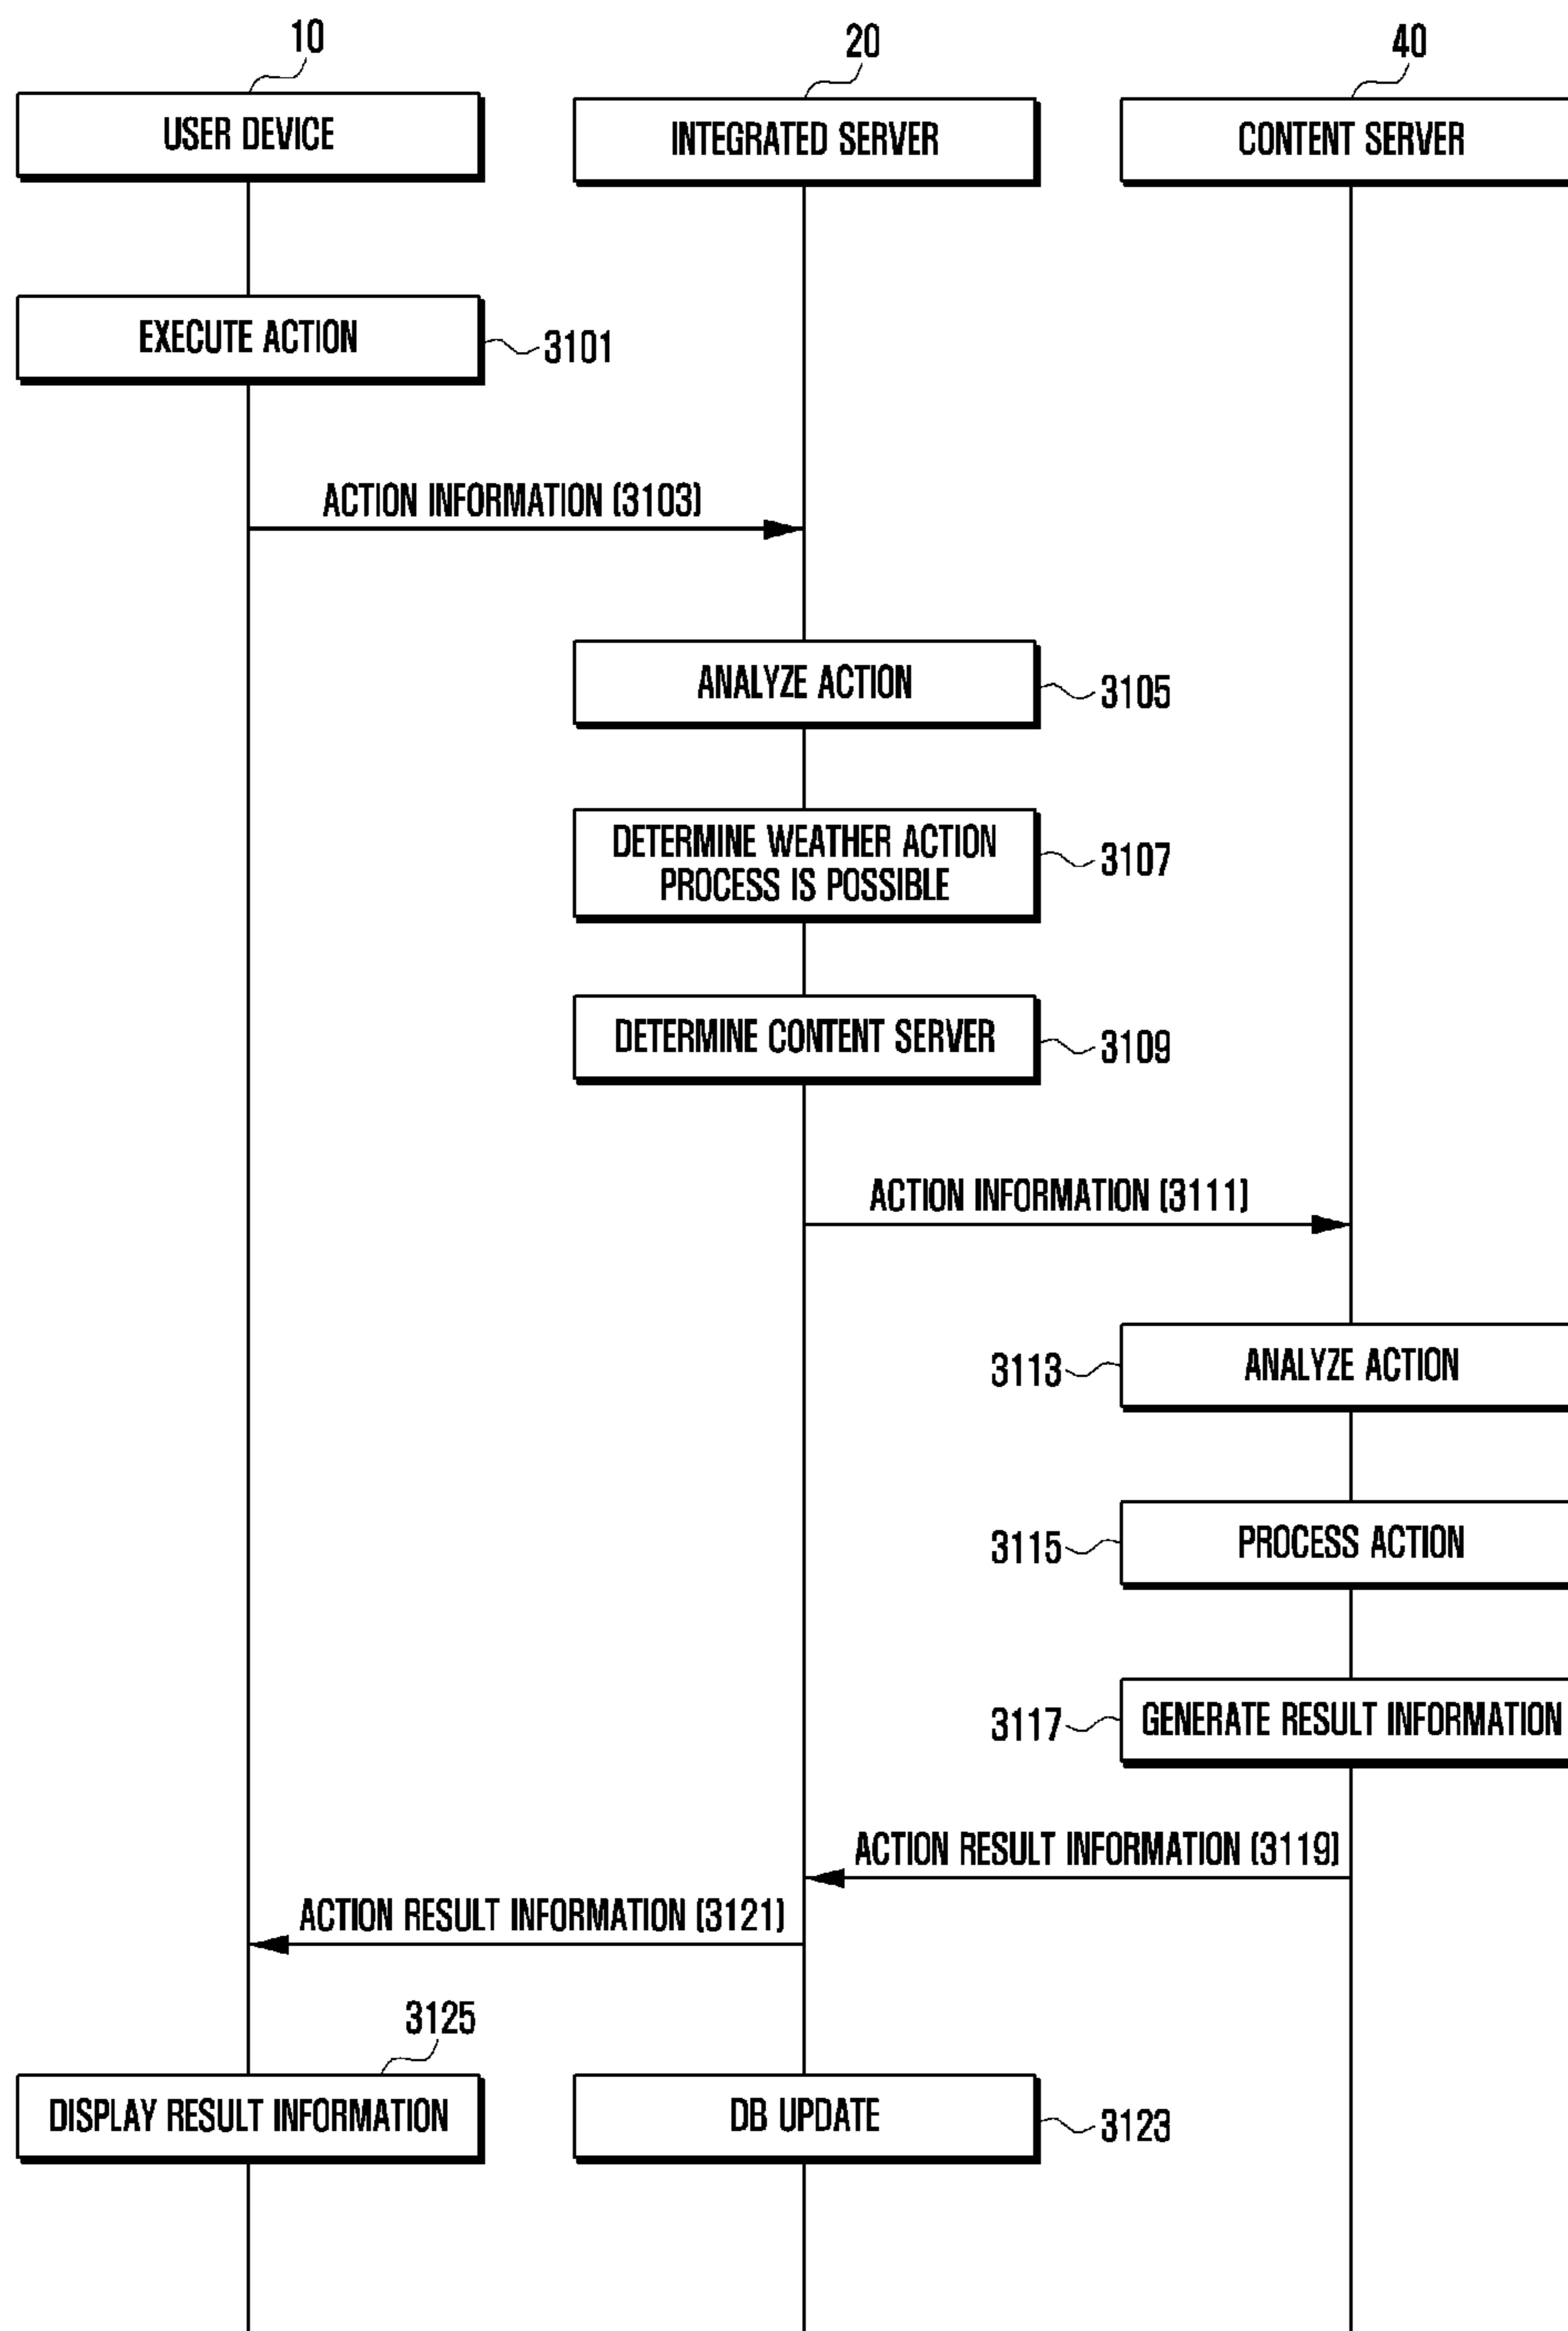 10
20
40
USER DEVICE
INTEGRATED SERVER
CONTENT SERVER
EXECUTE ACTION
3101
ACTION INFORMATION (3103)
ANALYZE ACTION
3105
DETERMINE WEATHER ACTION
PROCESS IS POSSIBLE
3107
DETERMINE CONTENT SERVER
3109
ACTION INFORMATION (3111)
3113
ANALYZE ACTION
3115
PROCESS ACTION
3117
GENERATE RESULT INFORMATION
ACTION RESULT INFORMATION (3119)
ACTION RESULT INFORMATION (3121)
3125
DISPLAY RESULT INFORMATION
DB UPDATE
3123